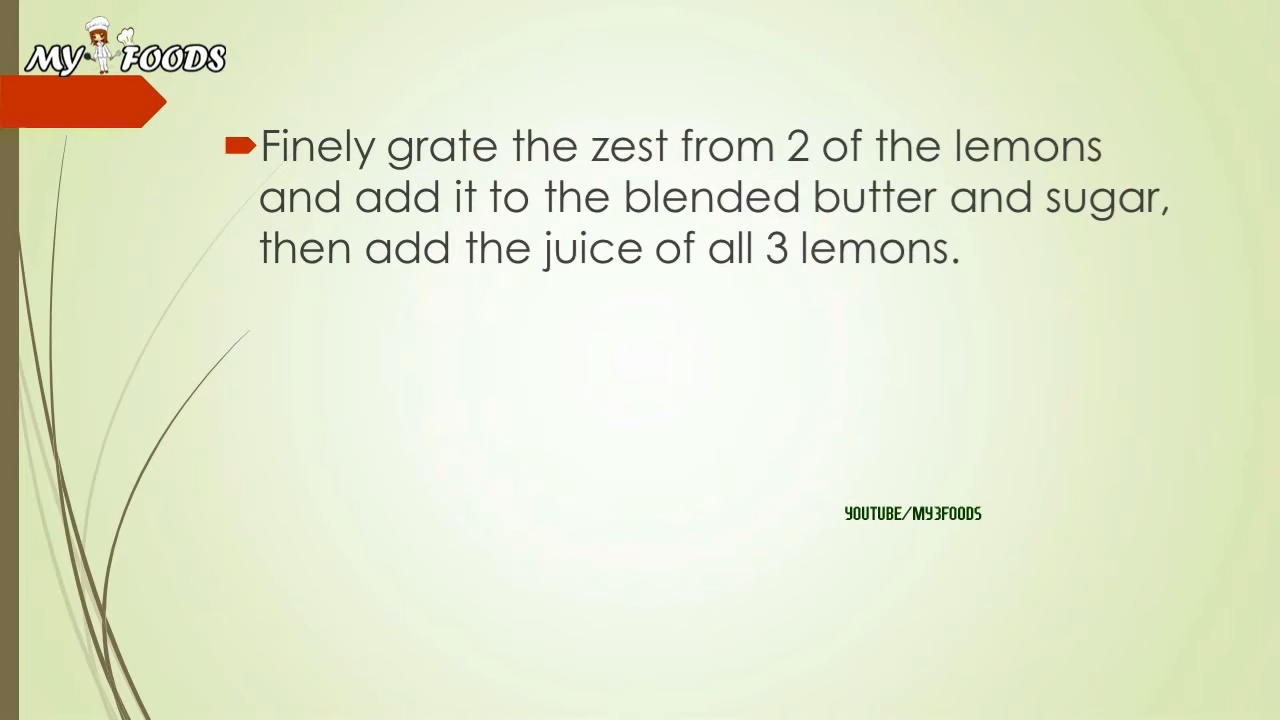 MY FOODS
Finely grate the zest from 2 of the lemons
and add it to the blended butter and sugar,
then add the juice of all 3 lemons.
YOUTUBE/MY3FOODS